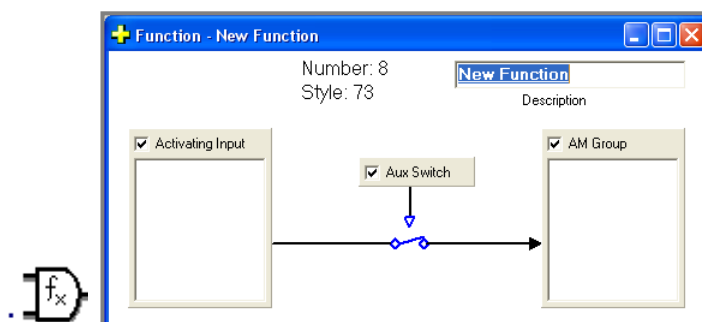 Function - New Function
Number: 8
New Function
Style: 73
Description
Activating Input
AM Group
Aux Switch
fx
.